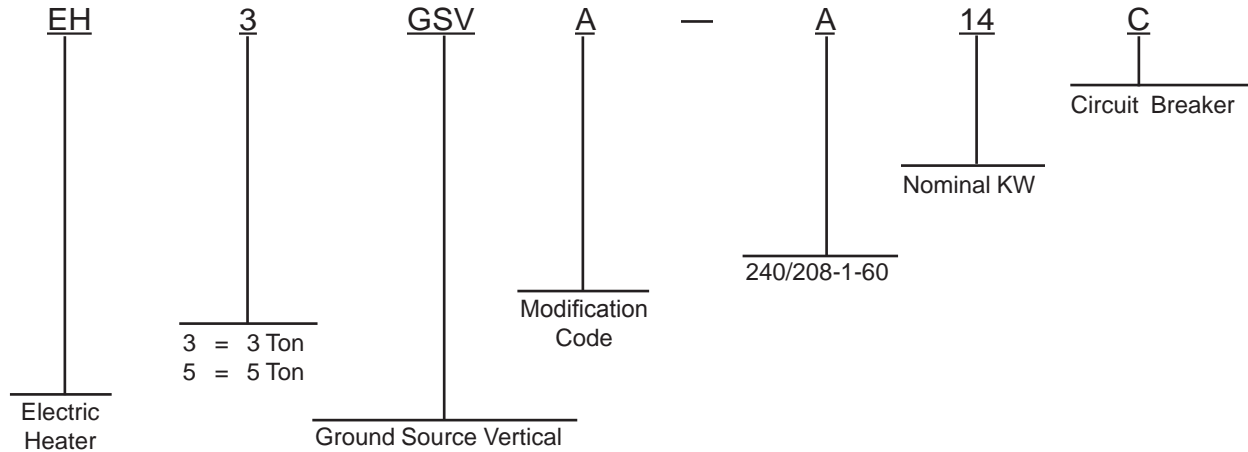 EH 3 GSV A — A 14 C
Circuit Breaker
Nominal KW
240/208-1-60
Modification
Code
3 = 3 Ton
5 = 5 Ton
Electric
Heater
Ground Source Vertical